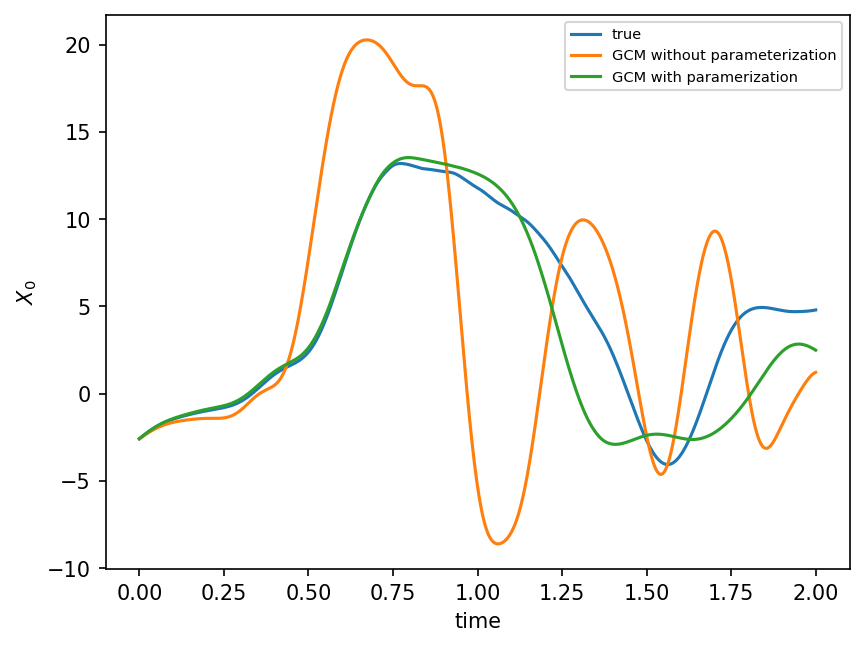 true
GCM without parameterization
GCM with paramerization
20
15
10
5
0
−5
−10
X₀
0.00 0.25 0.50 0.75 1.00 1.25 1.50 1.75 2.00
time